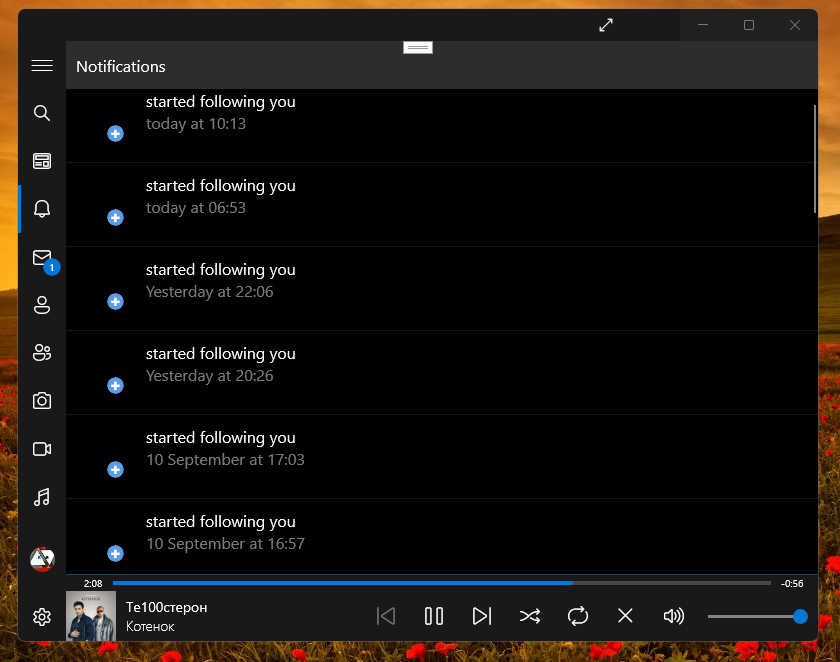 Notifications
started following you
today at 10:13
started following you
today at 06:53
started following you
Yesterday at 22:06
started following you
Yesterday at 20:26
started following you
10 September at 17:03
started following you
10 September at 16:57
1
2:08
-0:56
Те100стерон
Котенок